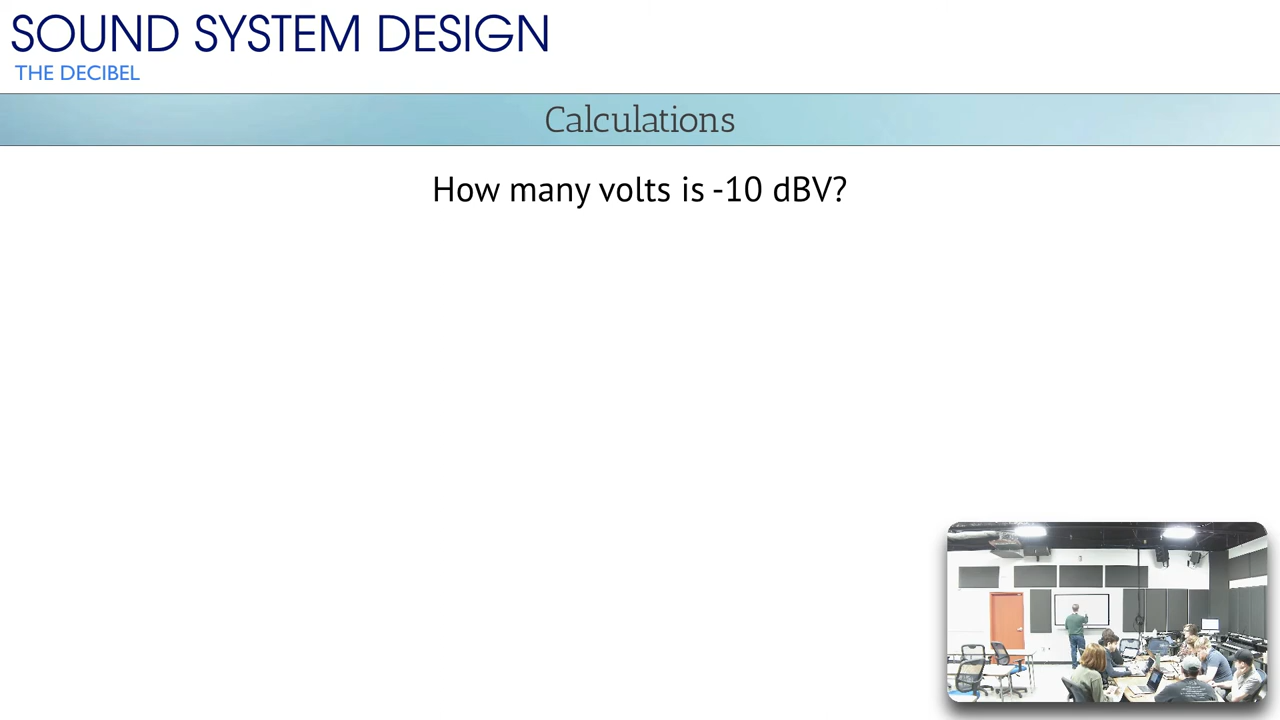 SOUND SYSTEM DESIGN
THE DECIBEL
Calculations
How many volts is -10 dBV?